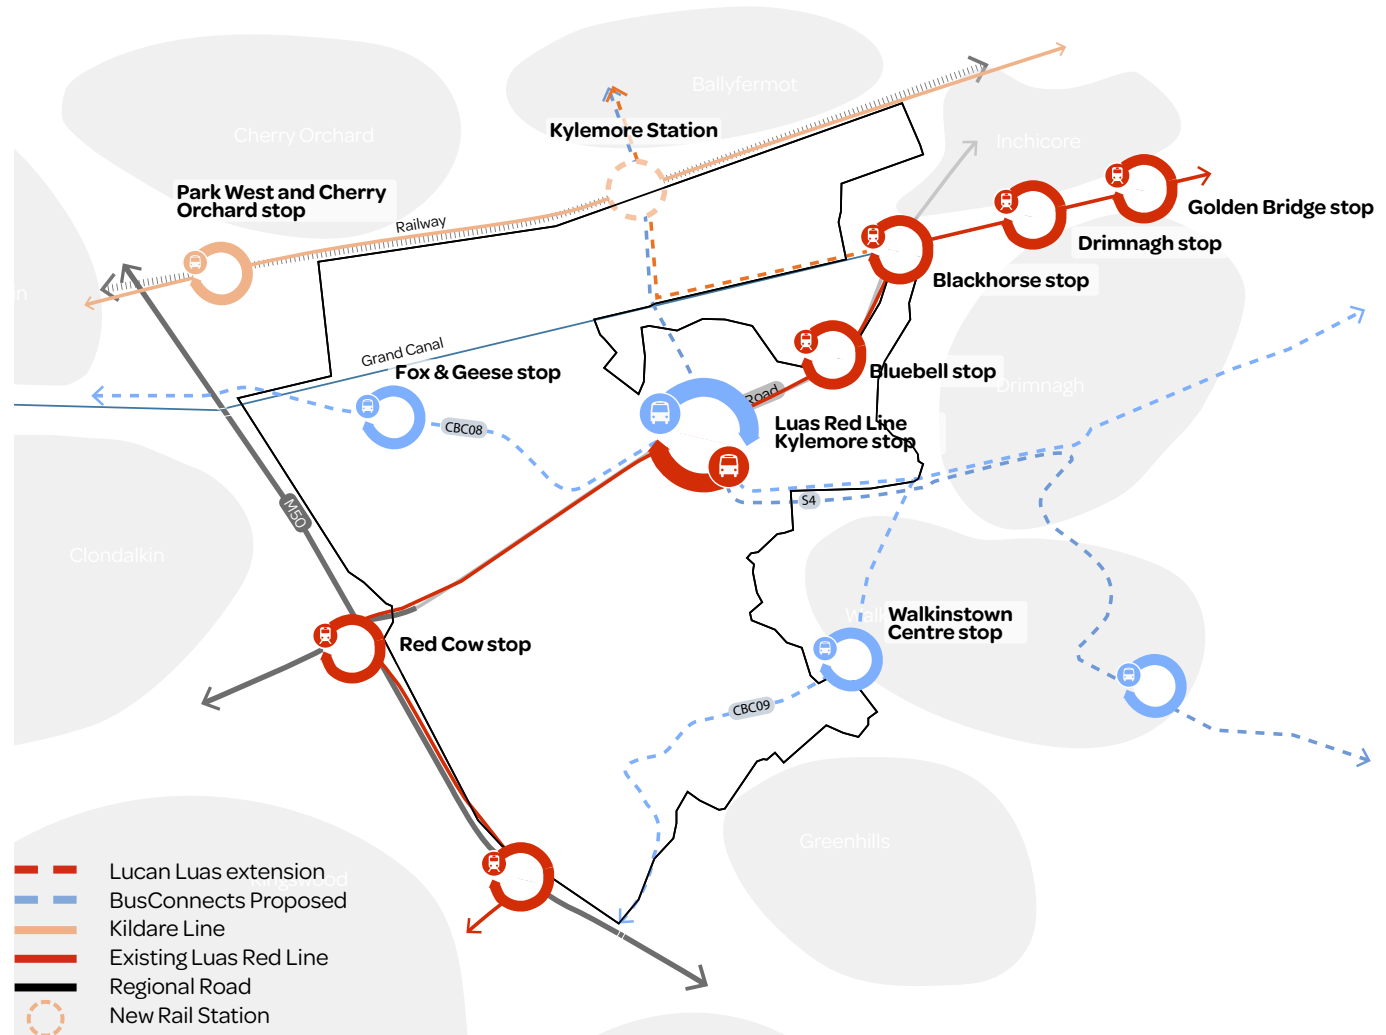 Ballyfermot
Cherry Orchard
Kylemore Station
Inchicore
Park West and Cherry
Orchard stop
Railway
Golden Bridge stop
Drimnagh stop
Blackhorse stop
n
Grand Canal
Fox & Geese stop
Bluebell stop
Drimnagh
Road
Luas Red Line
Kylemore stop
CBC08
S4
M50
Clondalkin
Walk
Walkinstown
Centre stop
Red Cow stop
CBC09
Greenhills
Kingswood
Lucan Luas extension
BusConnects Proposed
Kildare Line
Existing Luas Red Line
Regional Road
New Rail Station